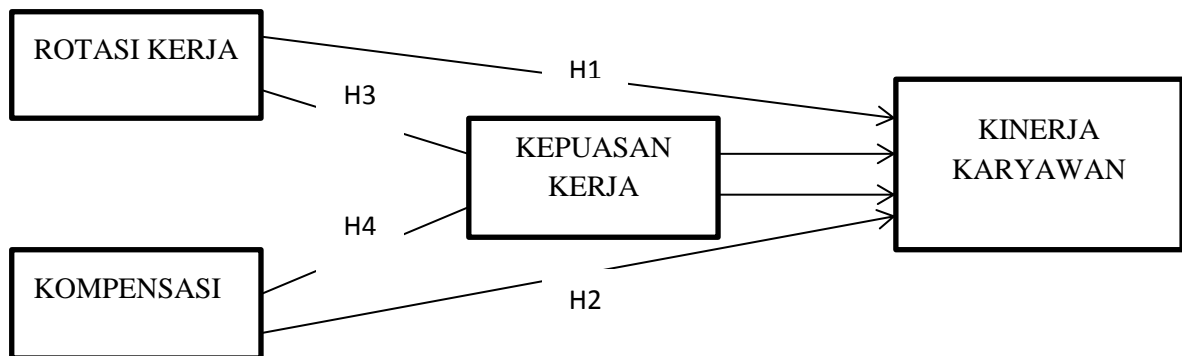 ROTASI KERJA
H1
H3
KEPUASAN
KERJA
KINERJA
KARYAWAN
H4
KOMPENSASI
H2